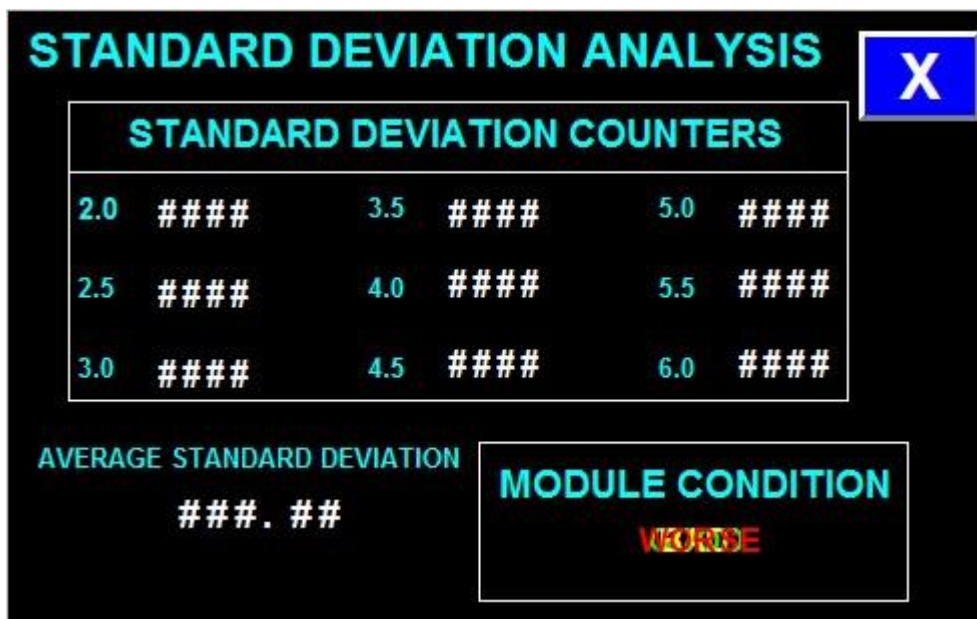 STANDARD DEVIATION ANALYSIS
X
STANDARD DEVIATION COUNTERS
2.0 #### 3.5 #### 5.0 ####
2.5 #### 4.0 #### 5.5 ####
3.0 #### 4.5 #### 6.0 ####
AVERAGE STANDARD DEVIATION
###.##
MODULE CONDITION
WORSE